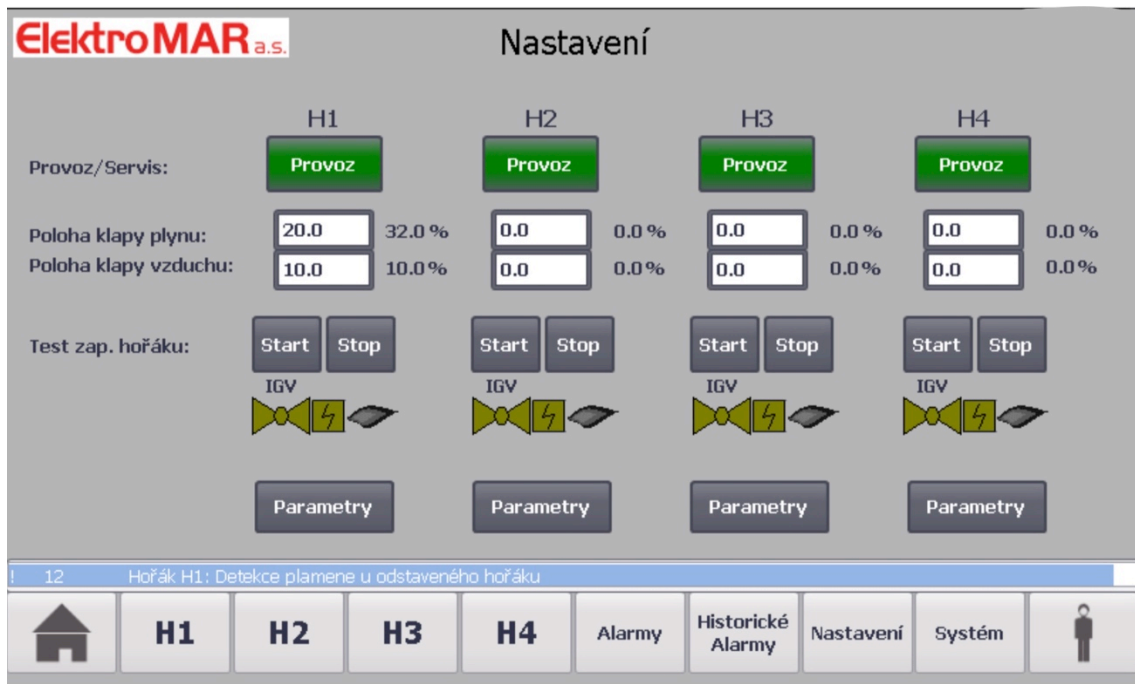 ElektroMAR a.s.
Nastavení
H1 H2 H3 H4
Provoz/Servis: Provoz Provoz Provoz Provoz
Poloha klapy plynu: 20.0 32.0 % 0.0 0.0 % 0.0 0.0 % 0.0 0.0 %
Poloha klapy vzduchu: 10.0 10.0 % 0.0 0.0 % 0.0 0.0 % 0.0 0.0 %
Test zap. hořáku: Start Stop Start Stop Start Stop Start Stop
IGV IGV IGV IGV
Parametry Parametry Parametry Parametry
! 12 Hořák H1: Detekce plamene u odstaveného hořáku
H1 H2 H3 H4 Alarmy Historické Alarmy Nastavení Systém